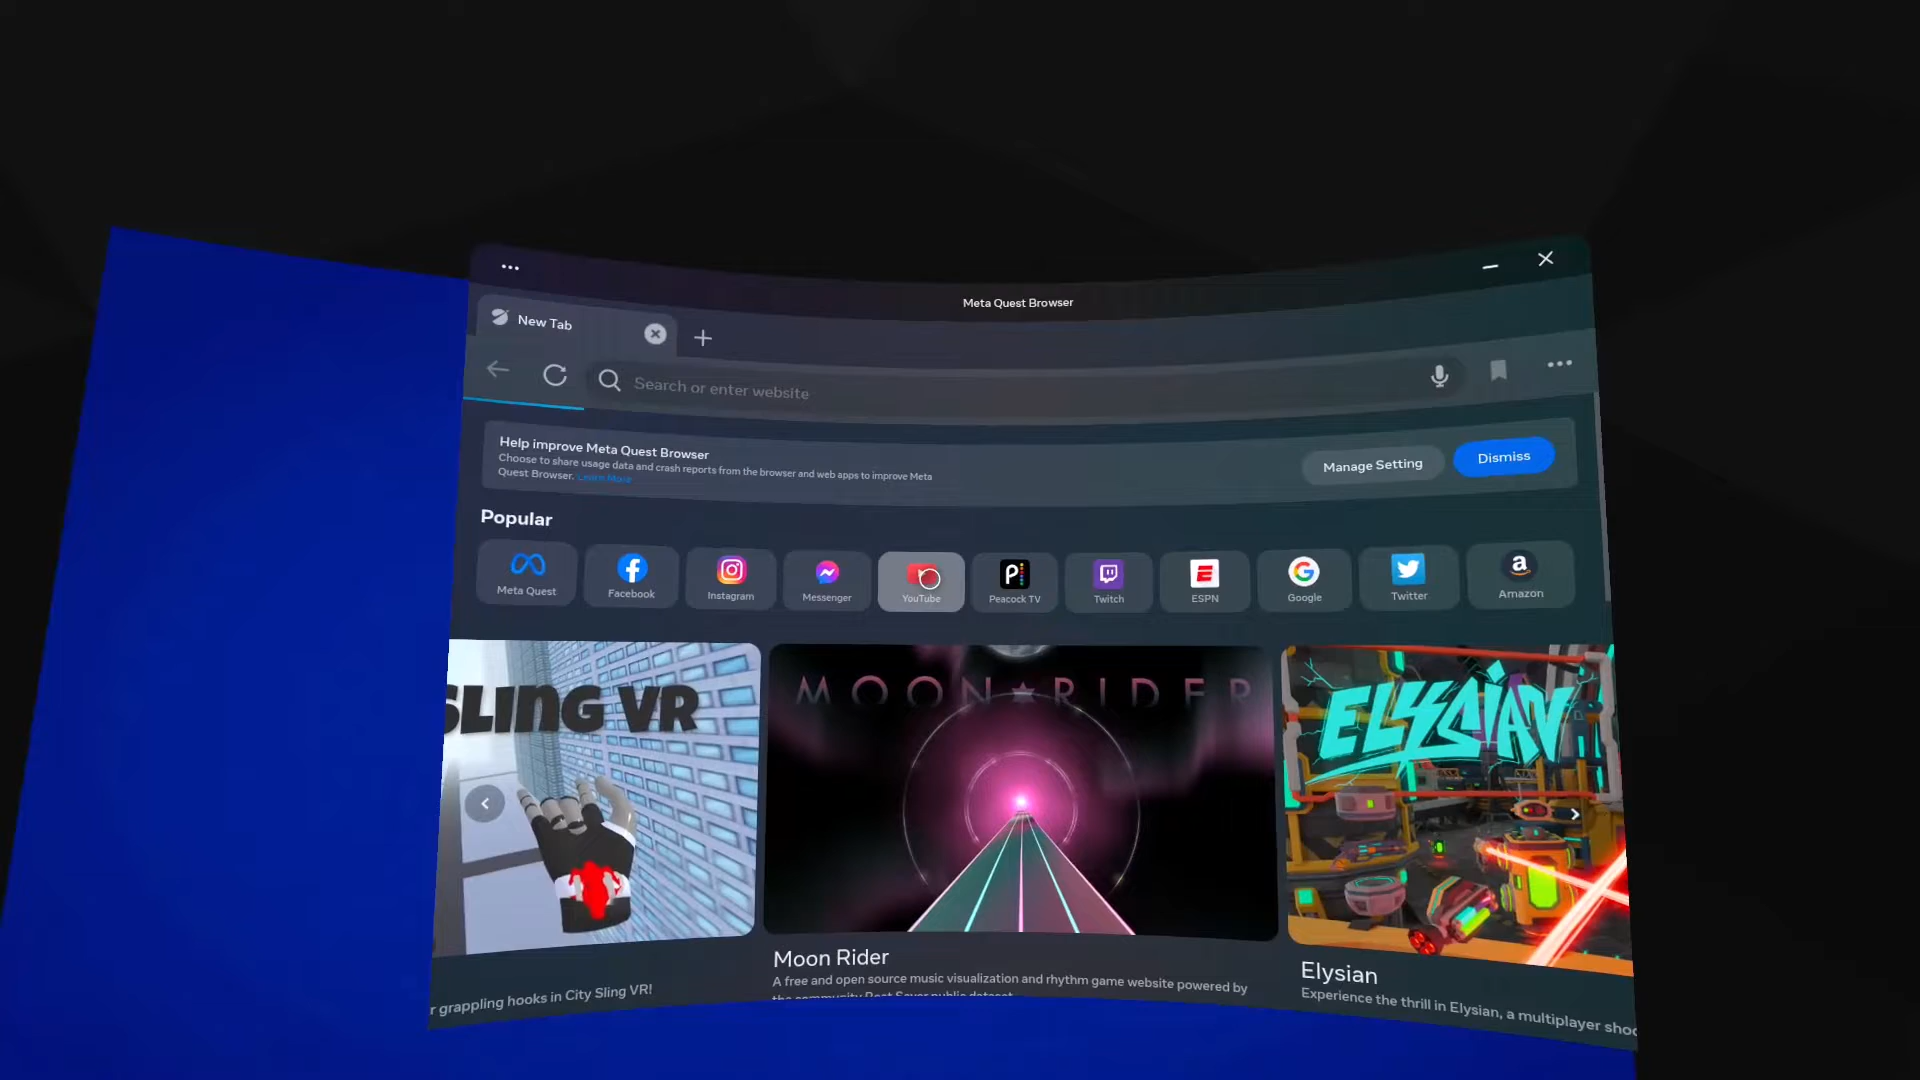 Meta Quest Browser
New Tab
Search or enter website
Help improve Meta Quest Browser
Choose to share usage data and crash reports from the browser and web apps to improve Meta
Quest Browser. Learn More
Manage Setting
Dismiss
Popular
Meta Quest
Facebook
Instagram
Messenger
YouTube
Peacock TV
Twitch
ESPN
Google
Twitter
Amazon
SLING VR
MOON RIDER
ELYSIAN
r grappling hooks in City Sling VR!
Moon Rider
A free and open source music visualization and rhythm game website powered by
Elysian
Experience the thrill in Elysian, a multiplayer shoo